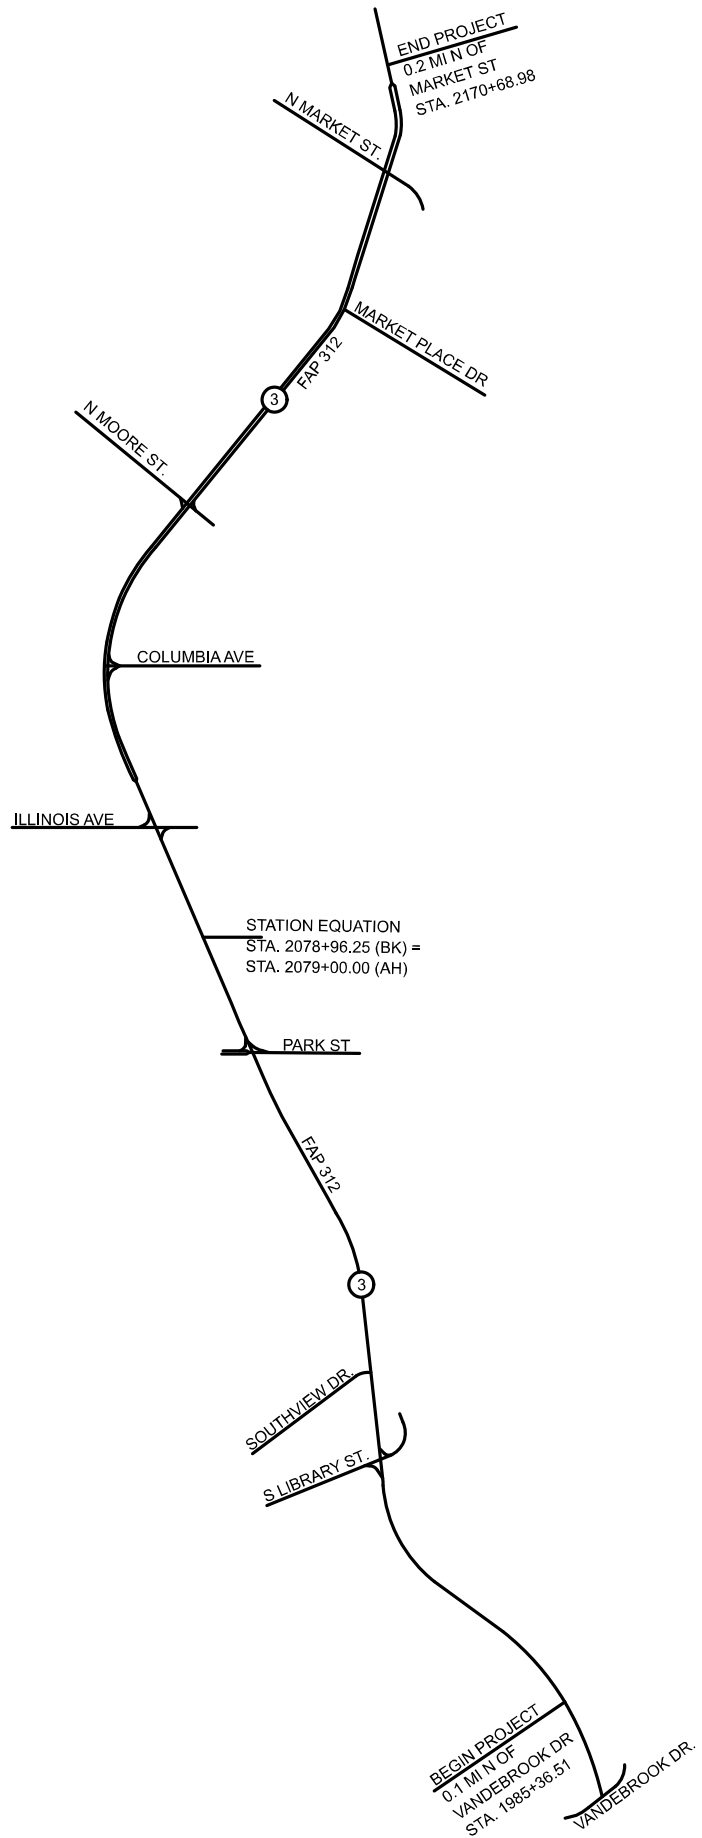 END PROJECT
0.2 MI N OF
MARKET ST
STA. 2170+68.98
N MARKET ST.
MARKET PLACE DR
FAP 312
3
N MOORE ST.
COLUMBIA AVE
ILLINOIS AVE
STATION EQUATION
STA. 2078+96.25 (BK) =
STA. 2079+00.00 (AH)
PARK ST
FAP 312
3
SOUTHVIEW DR.
S LIBRARY ST.
BEGIN PROJECT
0.1 MI N OF
VANDEBROOK DR
STA. 1985+36.51
VANDEBROOK DR.